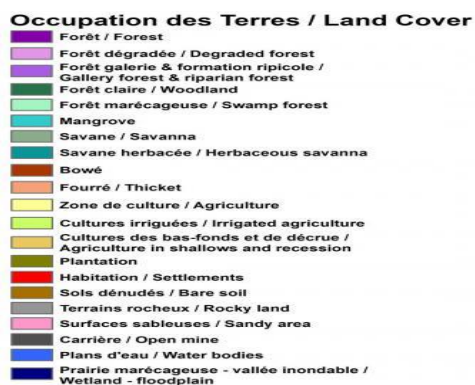 Occupation des Terres / Land Cover
Forêt / Forest
Forêt dégradée / Degraded forest
Forêt galerie & formation ripicole /
Gallery forest & riparian forest
Forêt claire / Woodland
Forêt marécageuse / Swamp forest
Mangrove
Savane / Savanna
Savane herbacée / Herbaceous savanna
Bowé
Fourré / Thicket
Zone de culture / Agriculture
Cultures irriguées / Irrigated agriculture
Cultures des bas-fonds et de décrue /
Agriculture in shallows and recession
Plantation
Habitation / Settlements
Sols dénudés / Bare soil
Terrains rocheux / Rocky land
Surfaces sableuses / Sandy area
Carrière / Open mine
Plans d'eau / Water bodies
Prairie marécageuse - vallée inondable /
Wetland - floodplain